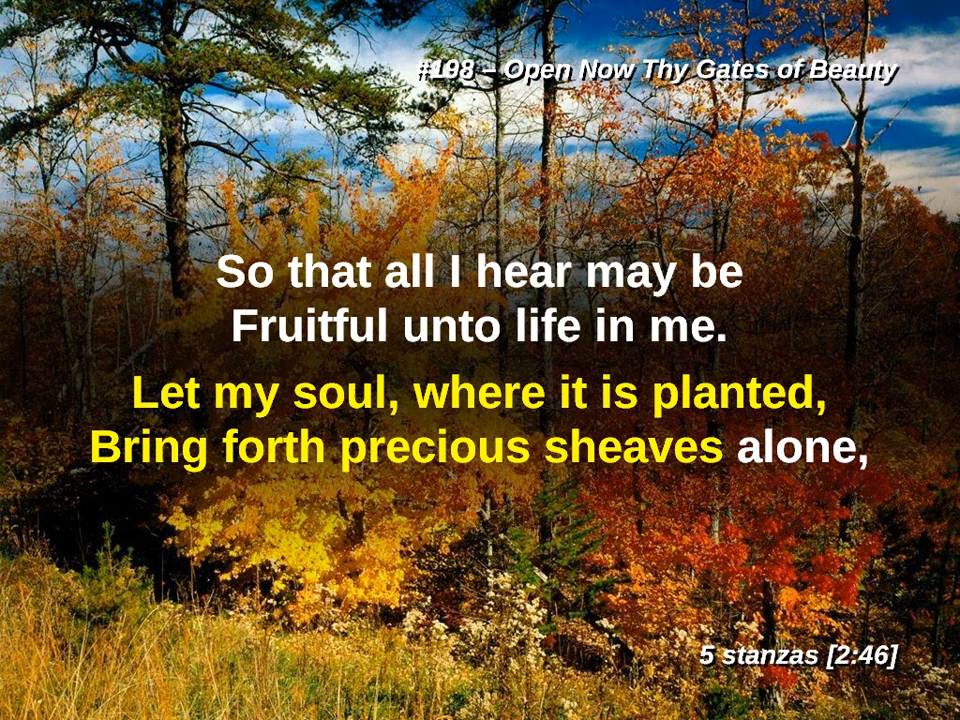 #198 – Open Now Thy Gates of Beauty
So that all I hear may be
Fruitful unto life in me.
Let my soul, where it is planted,
Bring forth precious sheaves alone,
5 stanzas [2:46]